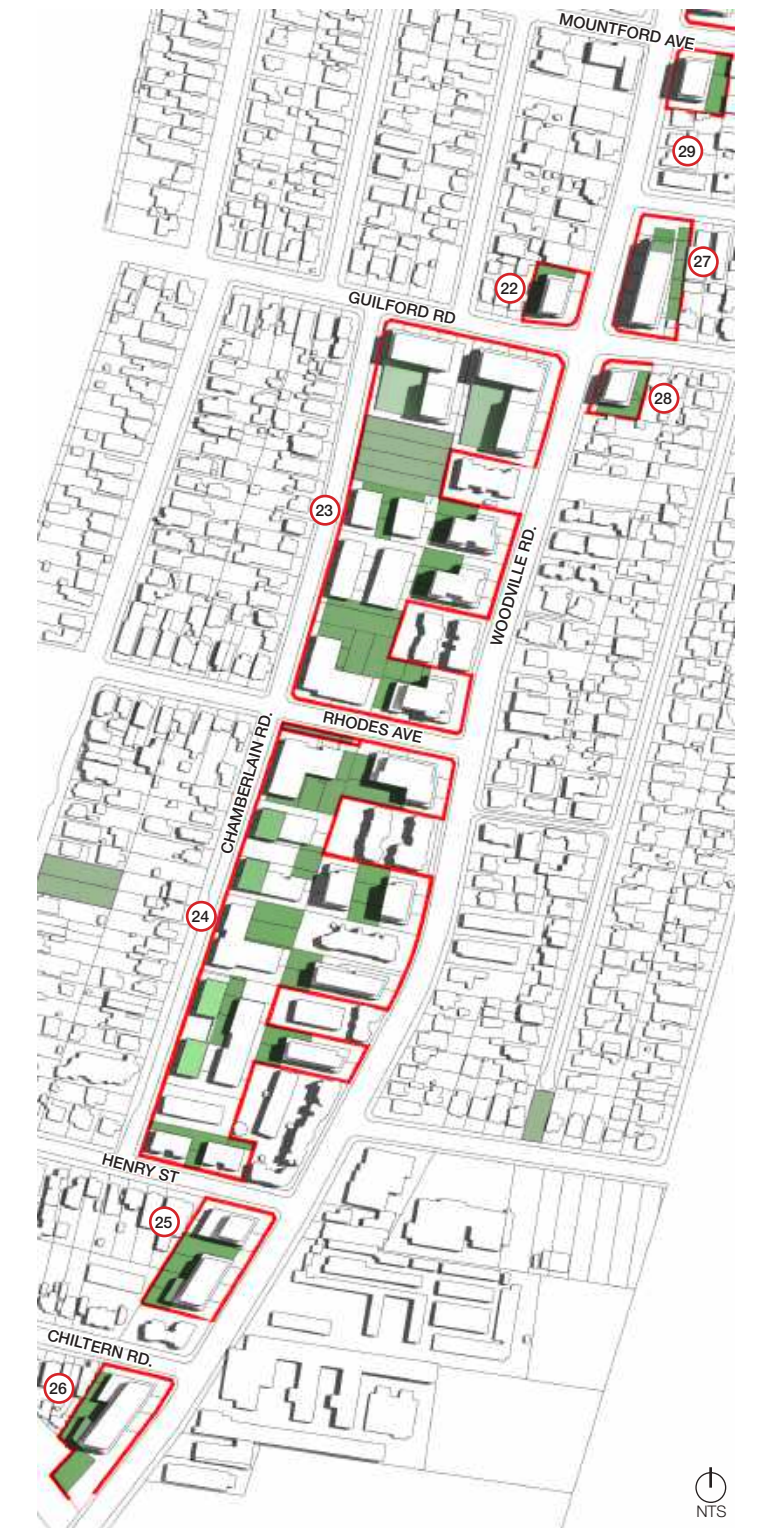 MOUNTFORD AVE
29
27
22
GUILFORD RD
28
23
WOODVILLE RD.
RHODES AVE
CHAMBERLAIN RD.
24
HENRY ST
25
CHILTERN RD.
26
NTS